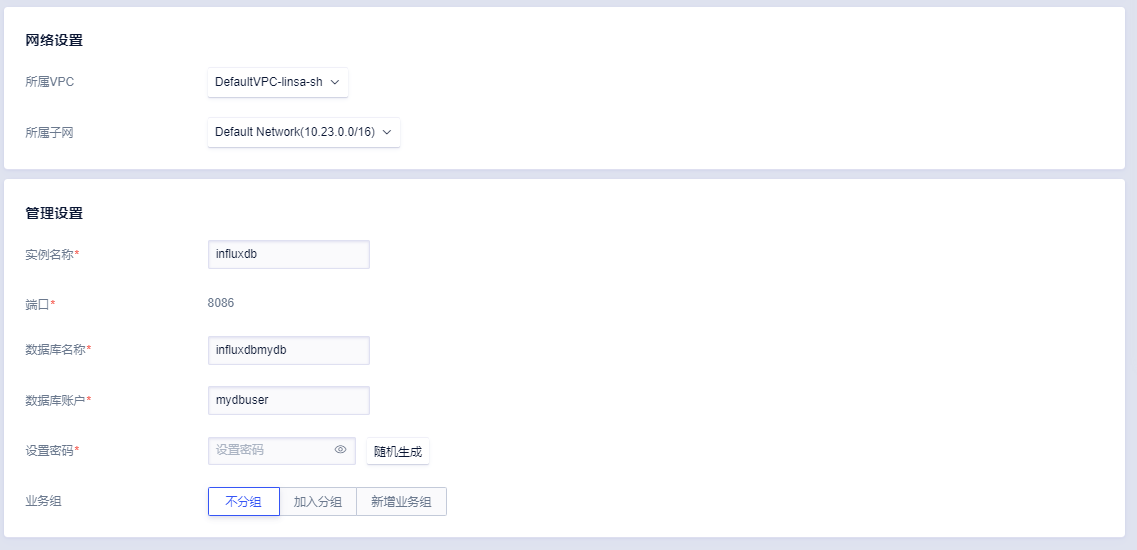 网络设置
所属VPC DefaultVPC-linsa-sh
所属子网 Default Network(10.23.0.0/16)
管理设置
实例名称* influxdb
端口* 8086
数据库名称* influxdbmydb
数据库账户* mydbuser
设置密码* 设置密码 随机生成
业务组 不分组 加入分组 新增业务组